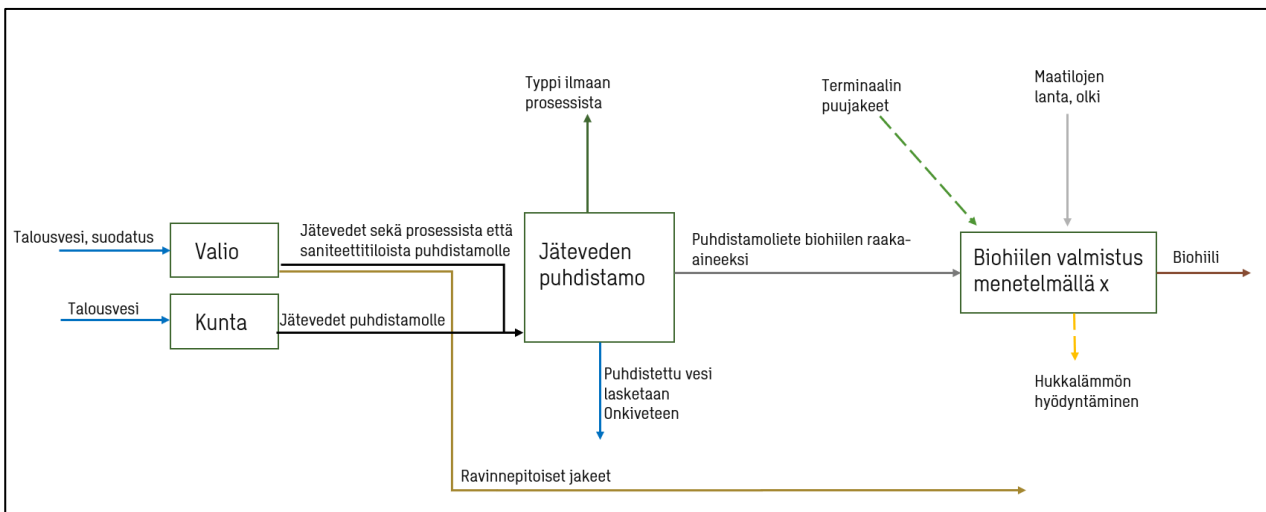 Typpi ilmaan
prosessista
Terminaalin
puujakeet
Maatilojen
lanta, olki
Talousvesi, suodatus
Valio
Jätevedet sekä prosessista että
saniteettitiloista puhdistamolle
Jäteveden
puhdistamo
Puhdistamoliete biohiilen raaka-
aineeksi
Biohiilen valmistus
menetelmällä x
Biohiili
Talousvesi
Kunta
Jätevedet puhdistamolle
Puhdistettu vesi
lasketaan
Onkiveteen
Hukkalämmön
hyödyntäminen
Ravinnepitoiset jakeet